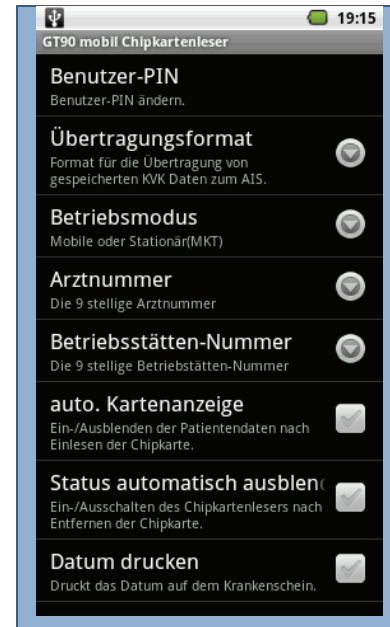 19:15
GT90 mobil Chipkartenleser
Benutzer-PIN
Benutzer-PIN ändern.
Übertragungsformat
Format für die Übertragung von
gespeicherten KVK Daten zum AIS.
Betriebsmodus
Mobile oder Stationär(MKT)
Arztnummer
Die 9 stellige Arztnummer
Betriebsstätten-Nummer
Die 9 stellige Betriebstätten-Nummer
auto. Kartenanzeige
Ein-/Ausblenden der Patientendaten nach
Einlesen der Chipkarte.
Status automatisch ausblen
Ein-/Ausschalten des Chipkartenlesers nach
Entfernen der Chipkarte.
Datum drucken
Druckt das Datum auf dem Krankenschein.